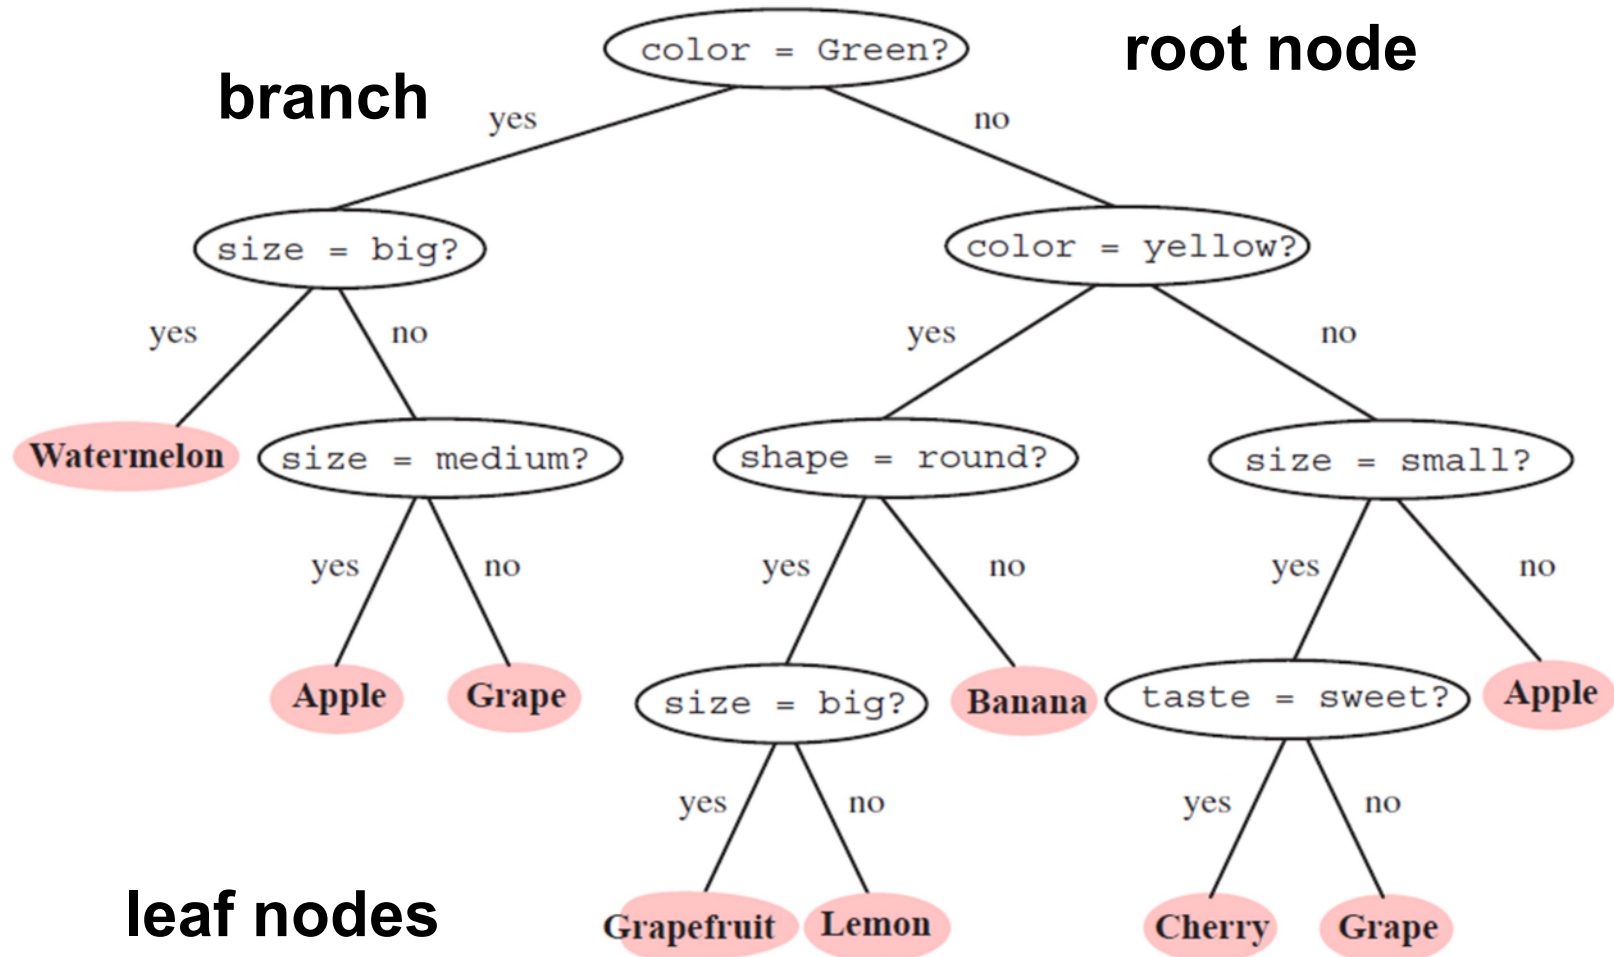 color = Green?
root node
branch
yes
no
size = big?
color = yellow?
yes
no
yes
no
Watermelon
size = medium?
shape = round?
size = small?
yes
no
yes
no
yes
no
Apple
Grape
size = big?
Banana
taste = sweet?
Apple
yes
no
yes
no
leaf nodes
Grapefruit
Lemon
Cherry
Grape